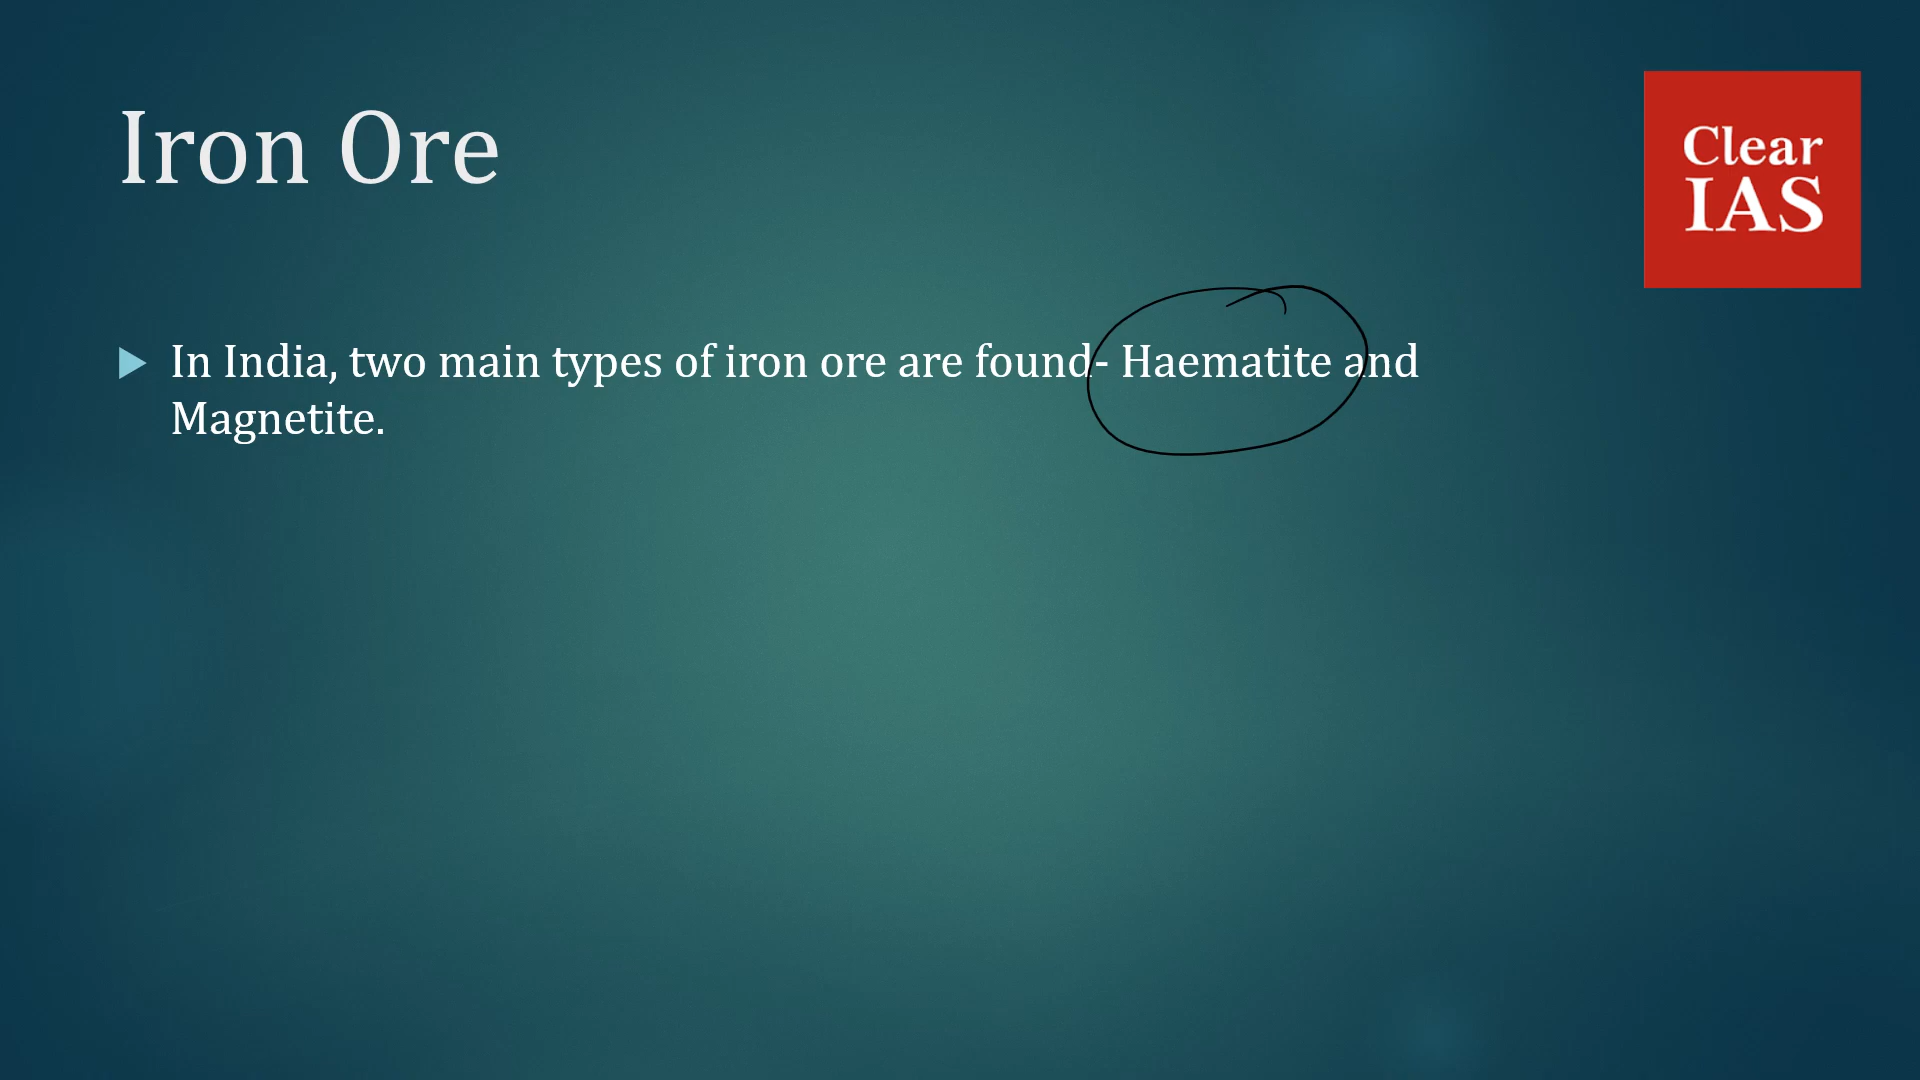 Iron Ore
Clear
IAS
In India, two main types of iron ore are found- Haematite and
Magnetite.